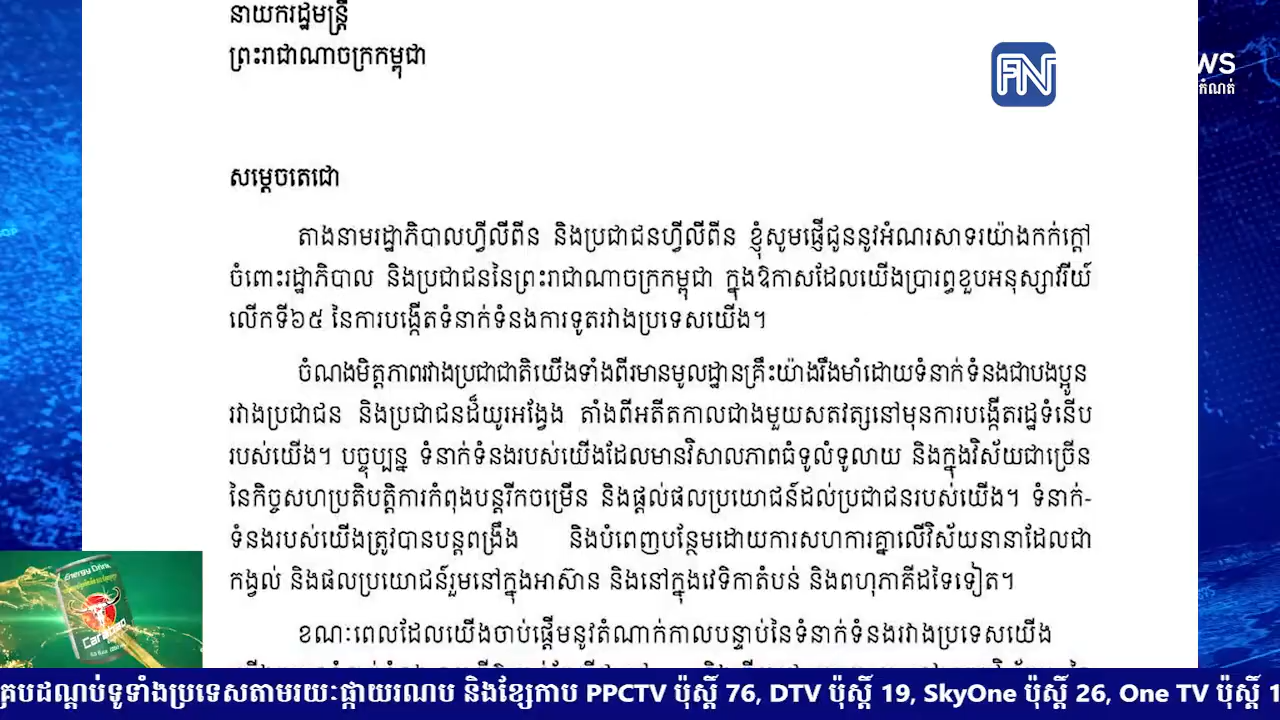 នាយករដ្ឋមន្ត្រី
ព្រះរាជាណាចក្រកម្ពុជា
FN
WS
កំណត់
សម្តេចតេជោ
តាងនាមរដ្ឋាភិបាលហ្វីលីពីន និងប្រជាជនហ្វីលីពីន ខ្ញុំសូមផ្ញើជូននូវអំណរសាទរយ៉ាងកក់ក្តៅ
ចំពោះរដ្ឋាភិបាល និងប្រជាជននៃព្រះរាជាណាចក្រកម្ពុជា ក្នុងឱកាសដែលយើងប្រារព្ធខួបអនុស្សាវរីយ៍
លើកទី៦៥ នៃការបង្កើតទំនាក់ទំនងការទូតរវាងប្រទេសយើង។
ចំណងមិត្តភាពរវាងប្រជាជាតិយើងទាំងពីរមានមូលដ្ឋានគ្រឹះយ៉ាងរឹងមាំដោយទំនាក់ទំនងជាបងប្អូន
រវាងប្រជាជន និងប្រជាជនដ៏យូរអង្វែង តាំងពីអតីតកាលជាងមួយសតវត្សនៅមុនការបង្កើតរដ្ឋទំនើប
របស់យើង។ បច្ចុប្បន្ន ទំនាក់ទំនងរបស់យើងដែលមានវិសាលភាពធំទូលំទូលាយ និងក្នុងវិស័យជាច្រើន
នៃកិច្ចសហប្រតិបត្តិការកំពុងបន្តរីកចម្រើន និងផ្តល់ផលប្រយោជន៍ដល់ប្រជាជនរបស់យើង។ ទំនាក់-
ទំនងរបស់យើងត្រូវបានបន្តពង្រឹង និងបំពេញបន្ថែមដោយការសហការគ្នាលើវិស័យនានាដែលជា
កង្វល់ និងផលប្រយោជន៍រួមនៅក្នុងអាស៊ាន និងនៅក្នុងវេទិកាតំបន់ និងពហុភាគីដទៃទៀត។
ខណៈពេលដែលយើងចាប់ផ្តើមនូវតំណាក់កាលបន្ទាប់នៃទំនាក់ទំនងរវាងប្រទេសយើង
Energy Drink
Carabao
គ្របដណ្តប់ទូទាំងប្រទេសតាមរយៈផ្កាយរណប និងខ្សែកាប PPCTV ប៉ុស្តិ៍ 76, DTV ប៉ុស្តិ៍ 19, SkyOne ប៉ុស្តិ៍ 26, One TV ប៉ុស្តិ៍ 1